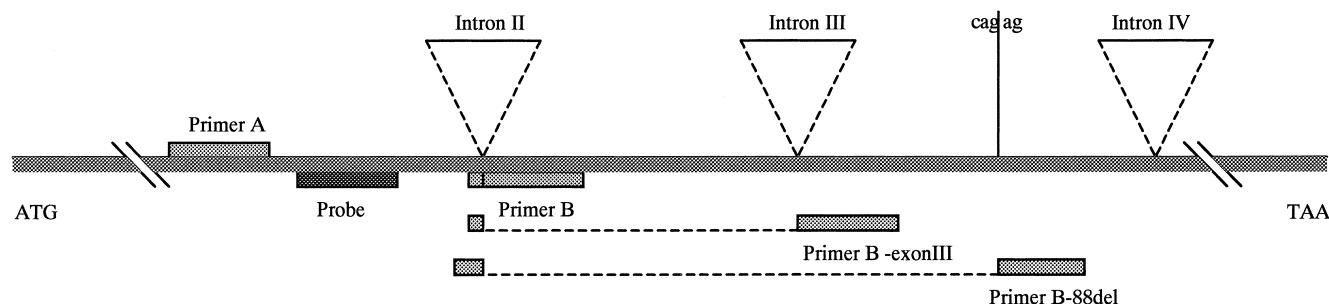 Intron II
Intron III
cag ag
Intron IV
Primer A
ATG
Probe
Primer B
TAA
Primer B -exonIII
Primer B-88del